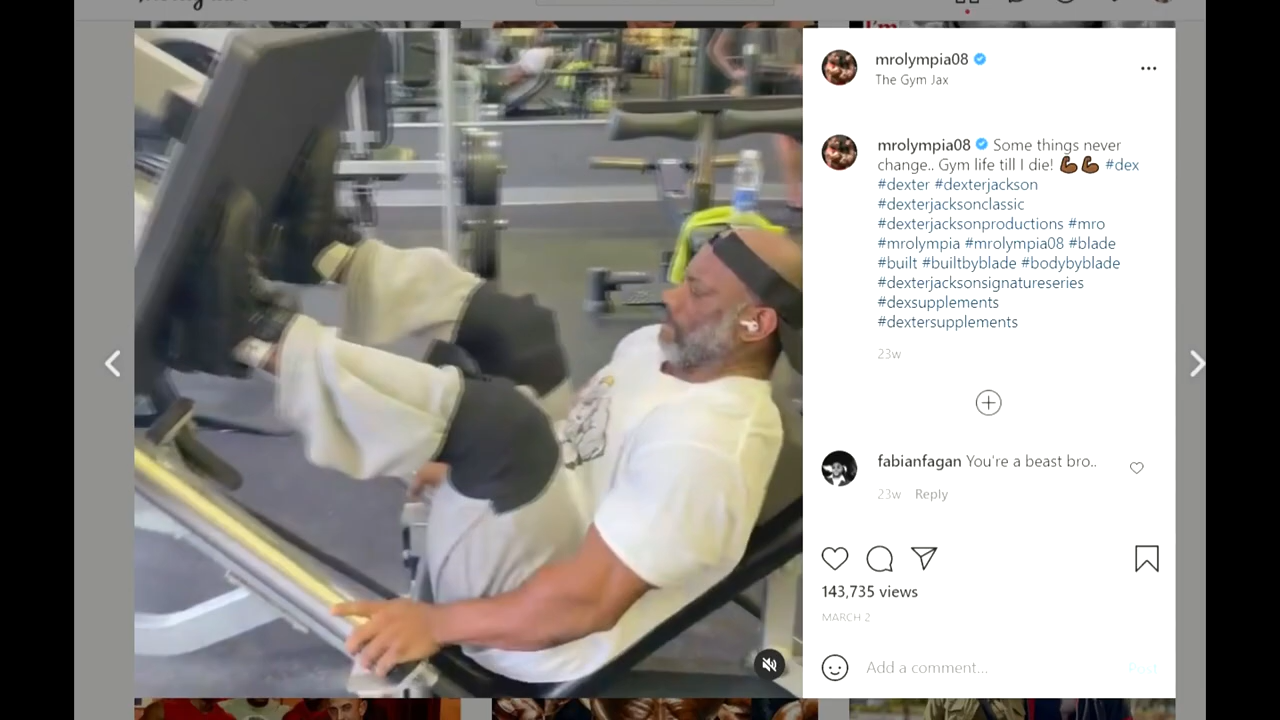 I'm
mrolympia08
The Gym Jax
mrolympia08 Some things never
change.. Gym life till I die! 💪🏾💪🏾 #dex
#dexter #dexterjackson
#dexterjacksonclassic
#dexterjacksonproductions #mro
#mrolympia #mrolympia08 #blade
#built #builtbyblade #bodybyblade
#dexterjacksonsignatureseries
#dexsupplements
#dextersupplements
23w
fabianfagan You're a beast bro..
23w Reply
143,735 views
MARCH 2
Add a comment...
Post